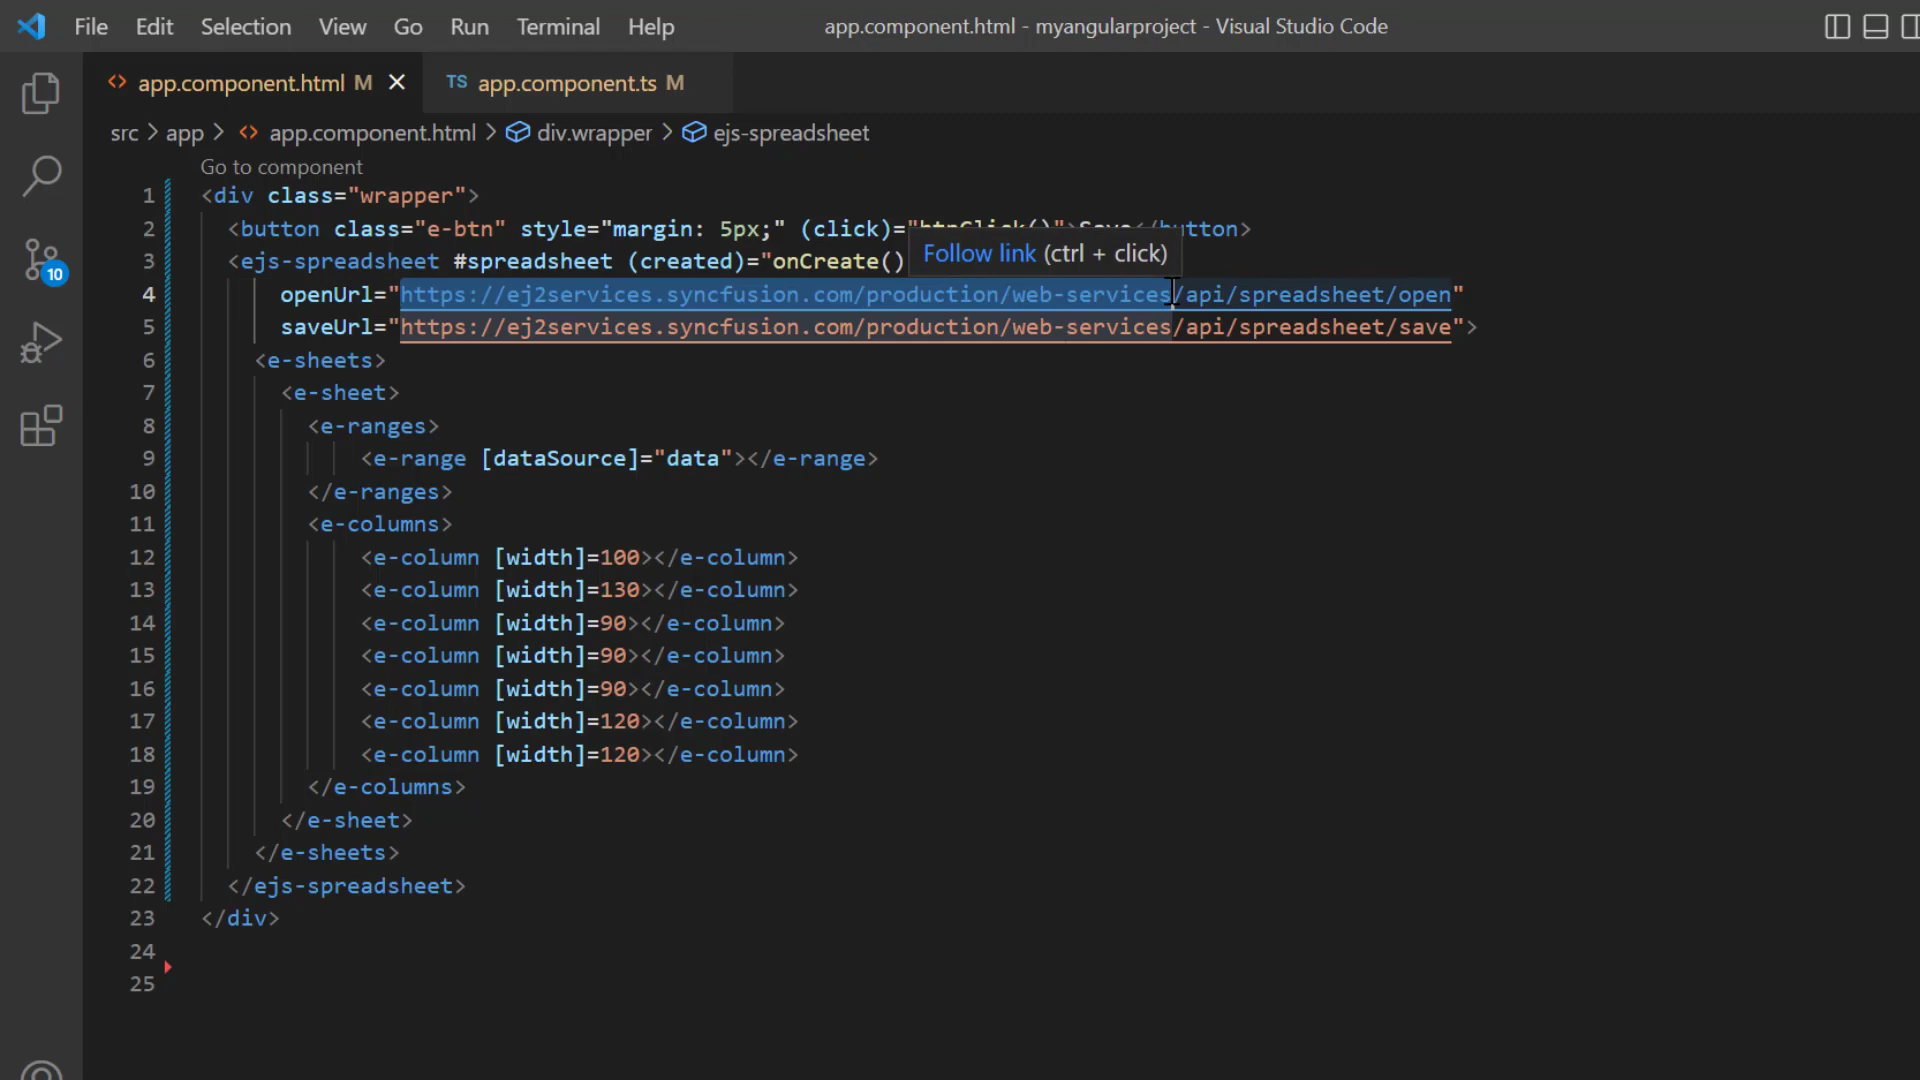 File Edit Selection View Go Run Terminal Help app.component.html - myangularproject - Visual Studio Code
<> app.component.html M × TS app.component.ts M
src > app > <> app.component.html > div.wrapper > ejs-spreadsheet
Go to component
1 <div class="wrapper">
2 <button class="e-btn" style="margin: 5px;" (click)="btnClick()">Save</button>
Follow link (ctrl + click)
3 <ejs-spreadsheet #spreadsheet (created)="onCreate()
4 openUrl="https://ej2services.syncfusion.com/production/web-services/api/spreadsheet/open"
5 saveUrl="https://ej2services.syncfusion.com/production/web-services/api/spreadsheet/save">
6 <e-sheets>
7 <e-sheet>
8 <e-ranges>
9 <e-range [dataSource]="data"></e-range>
10 </e-ranges>
11 <e-columns>
12 <e-column [width]=100></e-column>
13 <e-column [width]=130></e-column>
14 <e-column [width]=90></e-column>
15 <e-column [width]=90></e-column>
16 <e-column [width]=90></e-column>
17 <e-column [width]=120></e-column>
18 <e-column [width]=120></e-column>
19 </e-columns>
20 </e-sheet>
21 </e-sheets>
22 </ejs-spreadsheet>
23 </div>
24
25
10